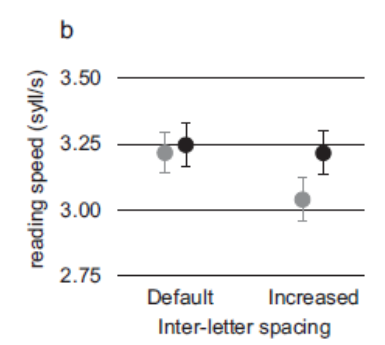 b
reading speed (syll/s)
3.50
3.25
3.00
2.75
Default Increased
Inter-letter spacing